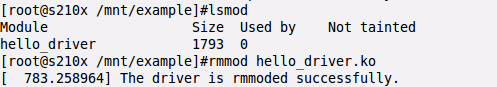 [root@s210x /mnt/example]#lsmod
Module                  Size  Used by    Not tainted
hello_driver            1793  0
[root@s210x /mnt/example]#rmmod hello_driver.ko
[  783.258964] The driver is rmmoded successfully.